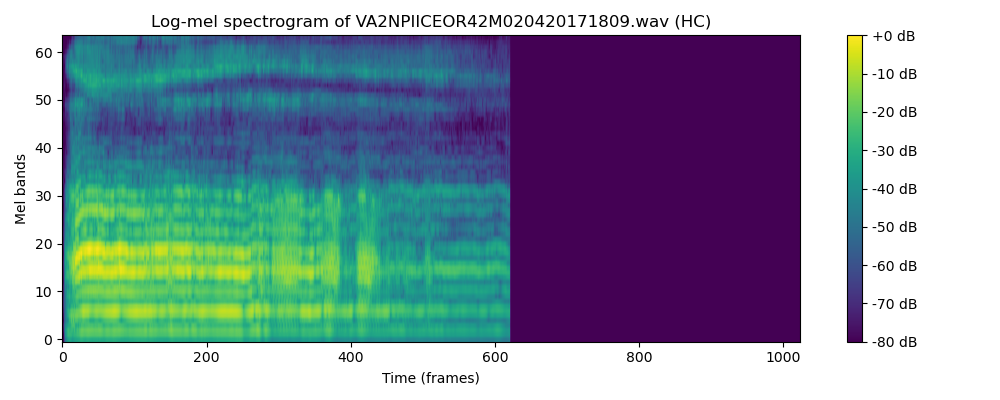 Log-mel spectrogram of VA2NPIICEOR42M020420171809.wav (HC)
Mel bands
60
50
40
30
20
10
0
0 200 400 600 800 1000
Time (frames)
+0 dB
-10 dB
-20 dB
-30 dB
-40 dB
-50 dB
-60 dB
-70 dB
-80 dB